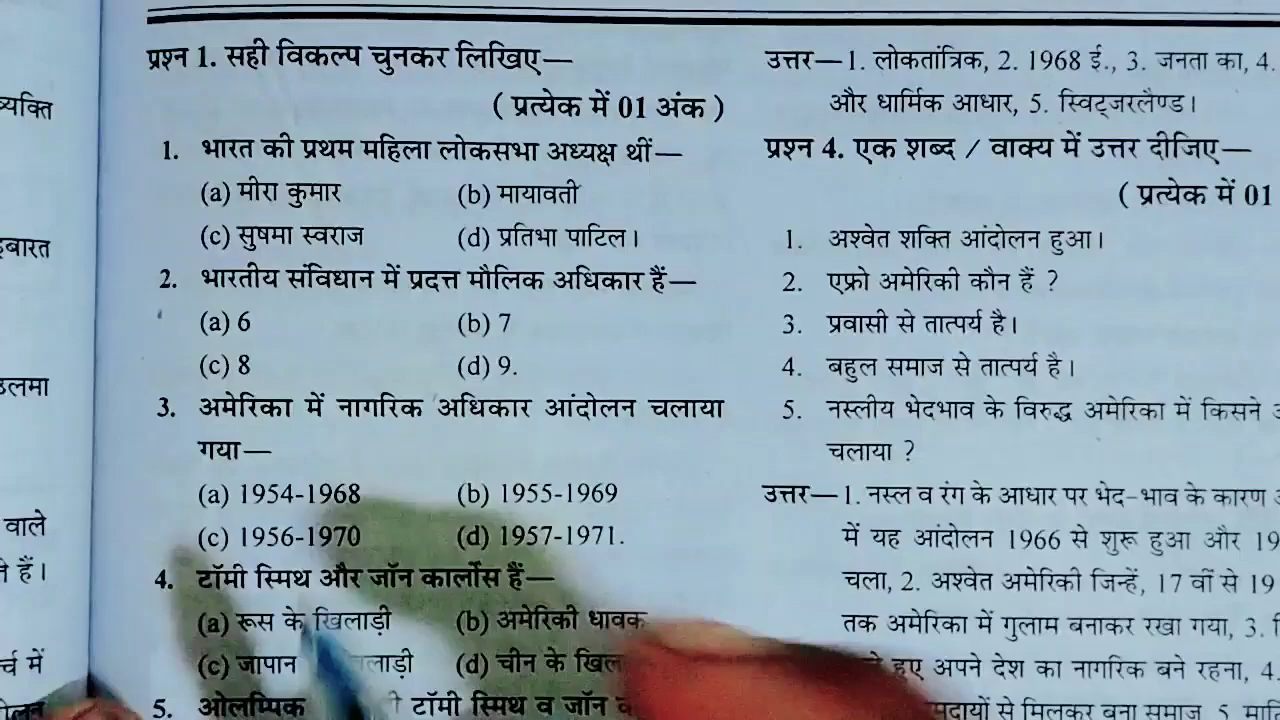 व्यक्ति
इबारत
वाले
प्रश्न 1. सही विकल्प चुनकर लिखिए—
( प्रत्येक में 01 अंक )
1. भारत की प्रथम महिला लोकसभा अध्यक्ष थीं—
(a) मीरा कुमार (b) मायावती
(c) सुषमा स्वराज (d) प्रतिभा पाटिल।
2. भारतीय संविधान में प्रदत्त मौलिक अधिकार हैं—
(a) 6 (b) 7
(c) 8 (d) 9.
3. अमेरिका में नागरिक अधिकार आंदोलन चलाया
गया—
(a) 1954-1968 (b) 1955-1969
(c) 1956-1970 (d) 1957-1971.
4. टॉमी स्मिथ और जॉन कार्लोस हैं—
(a) रूस के खिलाड़ी (b) अमेरिकी धावक
(c) जापान (d) चीन के
5. ओलम्पिक टॉमी स्मिथ व जॉन
उत्तर—1. लोकतांत्रिक, 2. 1968 ई., 3. जनता का, 4.
और धार्मिक आधार, 5. स्विट्जरलैण्ड।
प्रश्न 4. एक शब्द / वाक्य में उत्तर दीजिए—
( प्रत्येक में 01
1. अश्वेत शक्ति आंदोलन हुआ।
2. एफ्रो अमेरिकी कौन हैं ?
3. प्रवासी से तात्पर्य है।
4. बहुल समाज से तात्पर्य है।
5. नस्लीय भेदभाव के विरुद्ध अमेरिका में किसने
चलाया ?
उत्तर—1. नस्ल व रंग के आधार पर भेद-भाव के कारण
में यह आंदोलन 1966 से शुरू हुआ और 19
चला, 2. अश्वेत अमेरिकी जिन्हें, 17 वीं से 19
तक अमेरिका में गुलाम बनाकर रखा गया, 3.
हुए अपने देश का नागरिक बने रहना, 4.
से मिलकर बना समाज, 5.